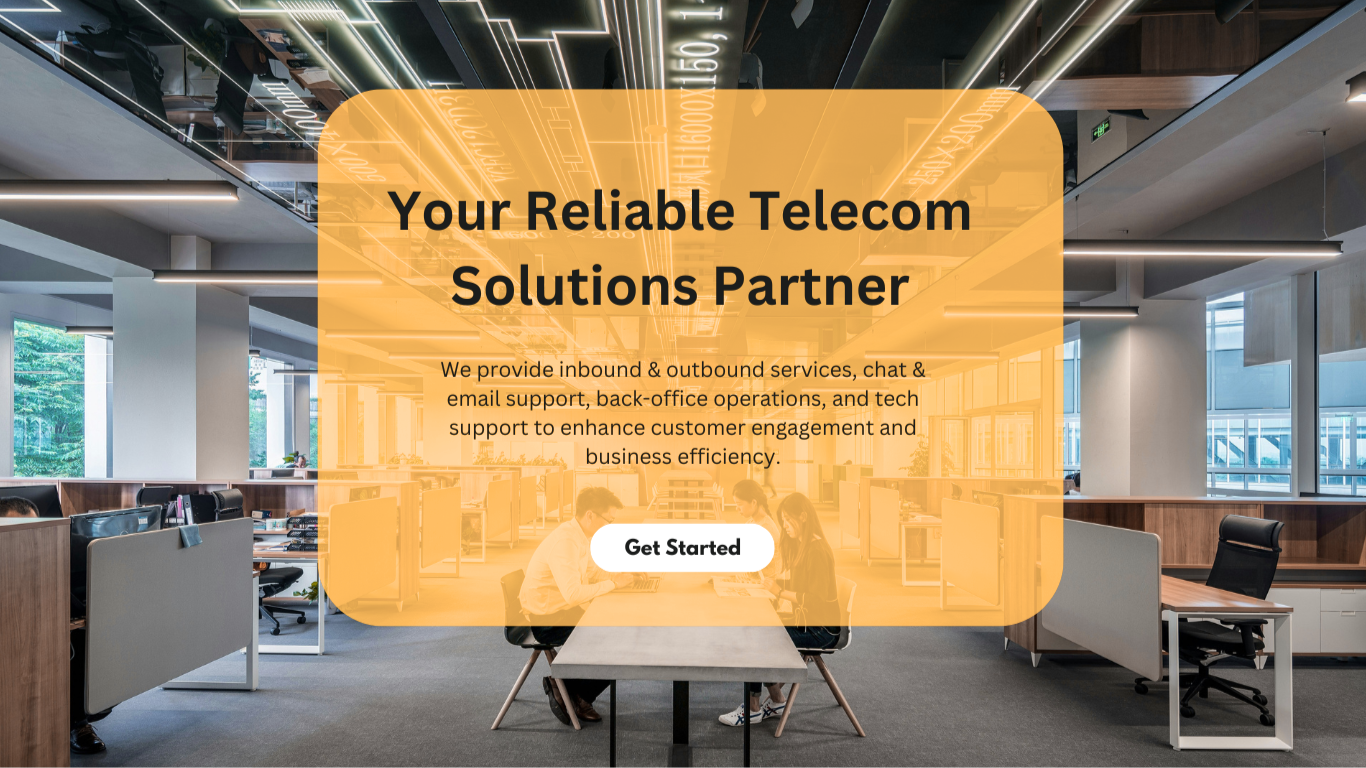 Your Reliable Telecom
Solutions Partner
We provide inbound & outbound services, chat &
email support, back-office operations, and tech
support to enhance customer engagement and
business efficiency.
Get Started